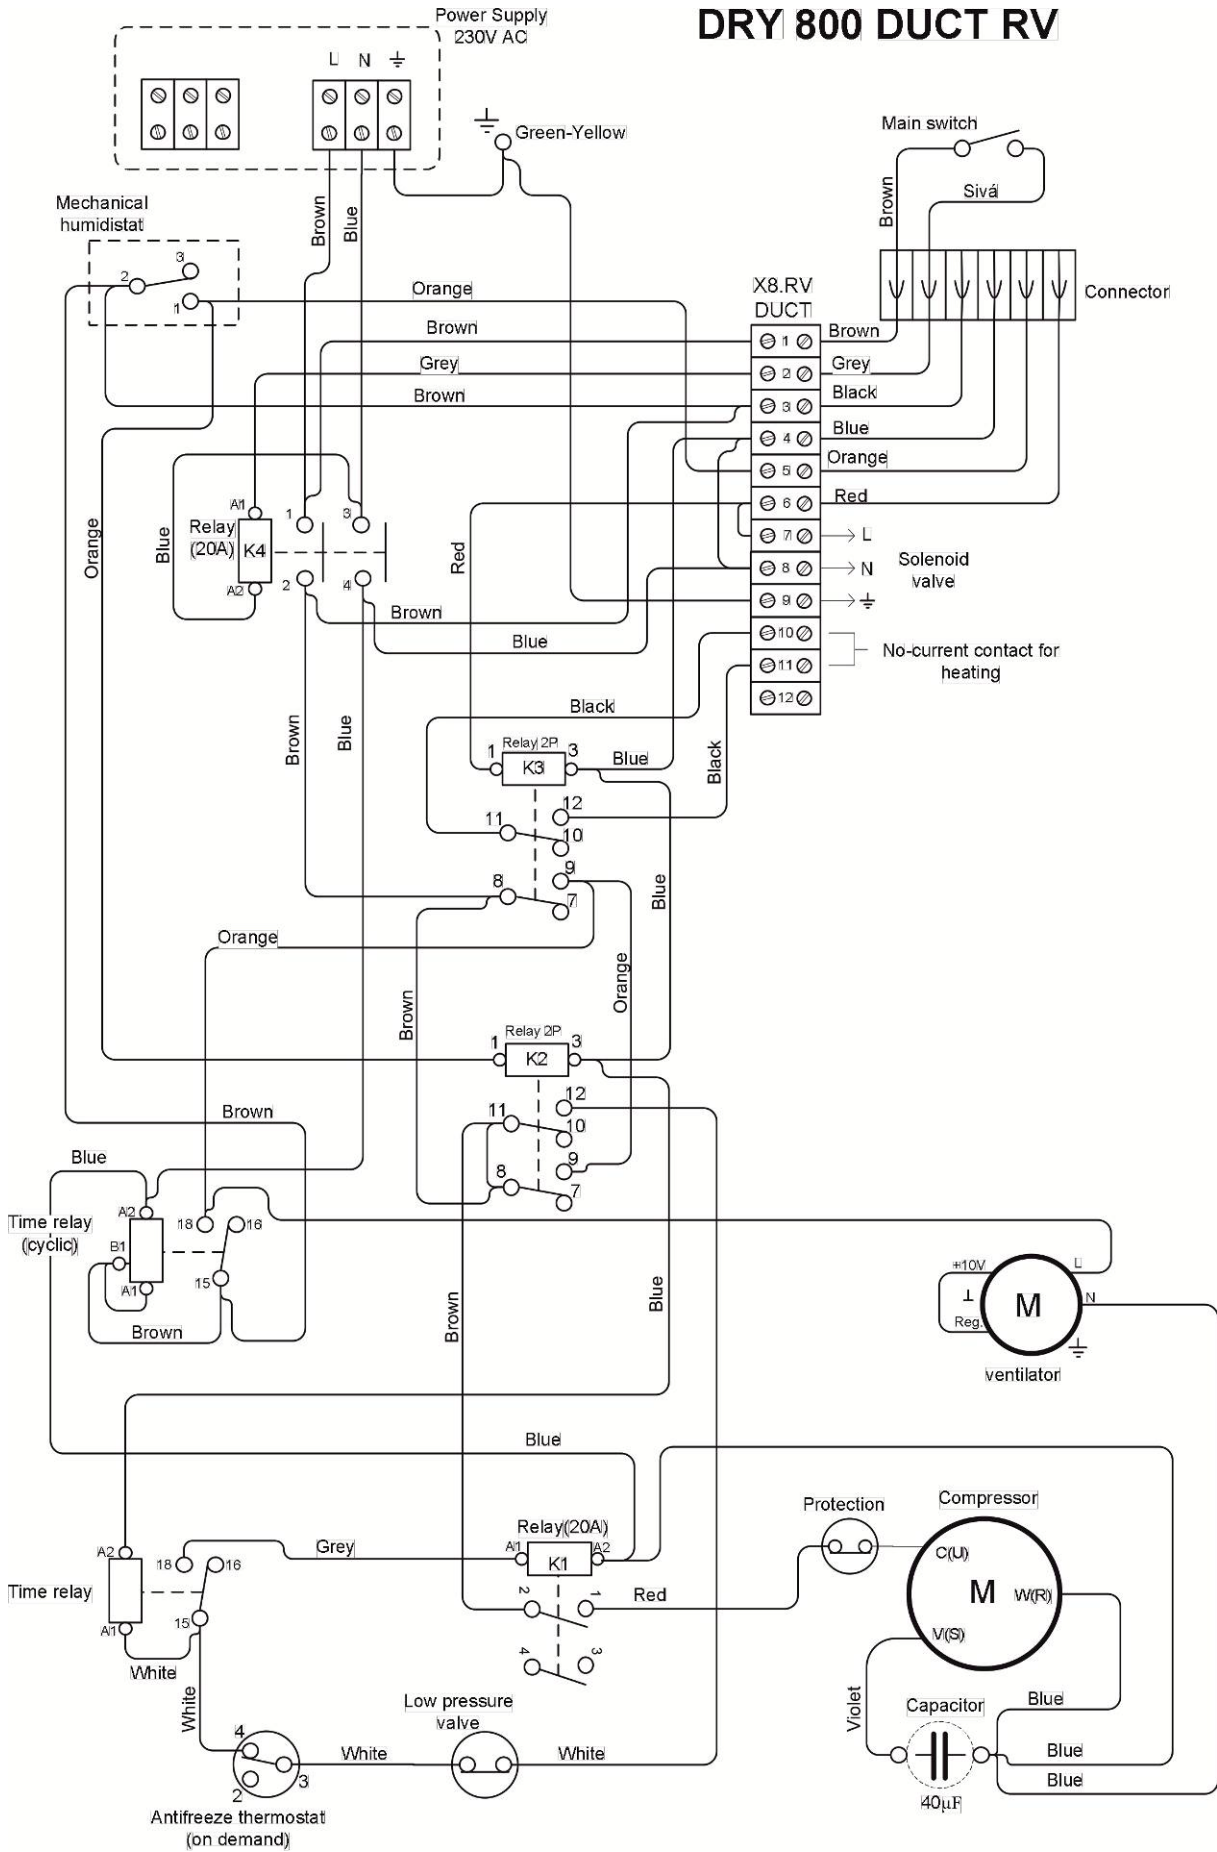 DRY 800 DUCT RV
Power Supply
230V AC
L N
Green-Yellow
Main switch
Brown
Sivá
Mechanical
humidistat
Brown
Blue
3
2
1
Orange
X8.RV
DUCT
Connector
Brown
Grey
Brown
1
Brown
2
Grey
3
Black
4
Blue
5
Orange
6
Red
7
L
8
N
9
Solenoid
valve
10
11
12
No-current contact for
heating
Orange
Blue
A1
Relay
(20A)
K4
A2
1
3
2
4
Red
Brown
Blue
Black
Brown
Blue
Relay 2P
1
K3
3
Blue
Black
12
11
10
9
8
7
Blue
Orange
Orange
Brown
Relay 2P
1
K2
3
12
11
10
9
8
7
Brown
Blue
Time relay
(cyclic)
A2
B1
A1
18
16
15
Brown
Brown
Blue
+10V
⊥
Reg.
M
L
N
ventilator
Blue
Relay(20A)
A1
K1
A2
2
1
4
3
Red
Protection
Compressor
C(U)
M
W(R)
V(S)
Grey
A2
Time relay
A1
18
16
15
White
White
Low pressure
valve
4
3
2
White
White
Antifreeze thermostat
(on demand)
Violet
Capacitor
40µF
Blue
Blue
Blue